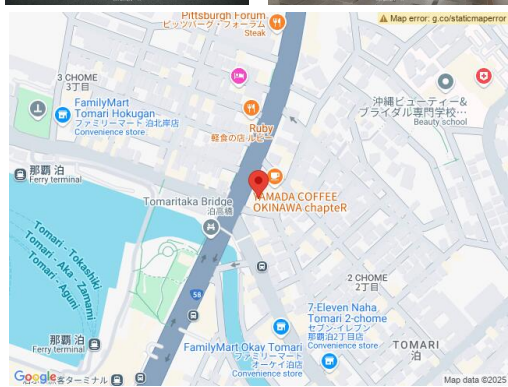 Pittsburgh Forum
ピッツバーグ・フォーラム
Steak
Map error: g.co/staticmaperror
3 CHOME
3丁目
FamilyMart
Tomari Hokugan
ファミリーマート 泊北岸店
Convenience store
沖縄ビューティー&
ブライダル専門学校…
Beauty school
Ruby
軽食の店 ルビー
那覇 泊
Ferry terminal
YAMADA COFFEE
OKINAWA chapteR
Tomaritaka Bridge
泊高橋
Tomari - Tokashiki
Tomari - Aka - Zamami
Tomari - Aguni
58
2 CHOME
2丁目
7-Eleven Naha
Tomari 2-chome
セブン-イレブン
那覇泊2丁目店
Convenience store
那覇 泊
Ferry terminal
FamilyMart Okay Tomari
ファミリーマート
オーケイ泊店
Convenience store
TOMARI
泊
Google
客ターミナル
Map data ©2025